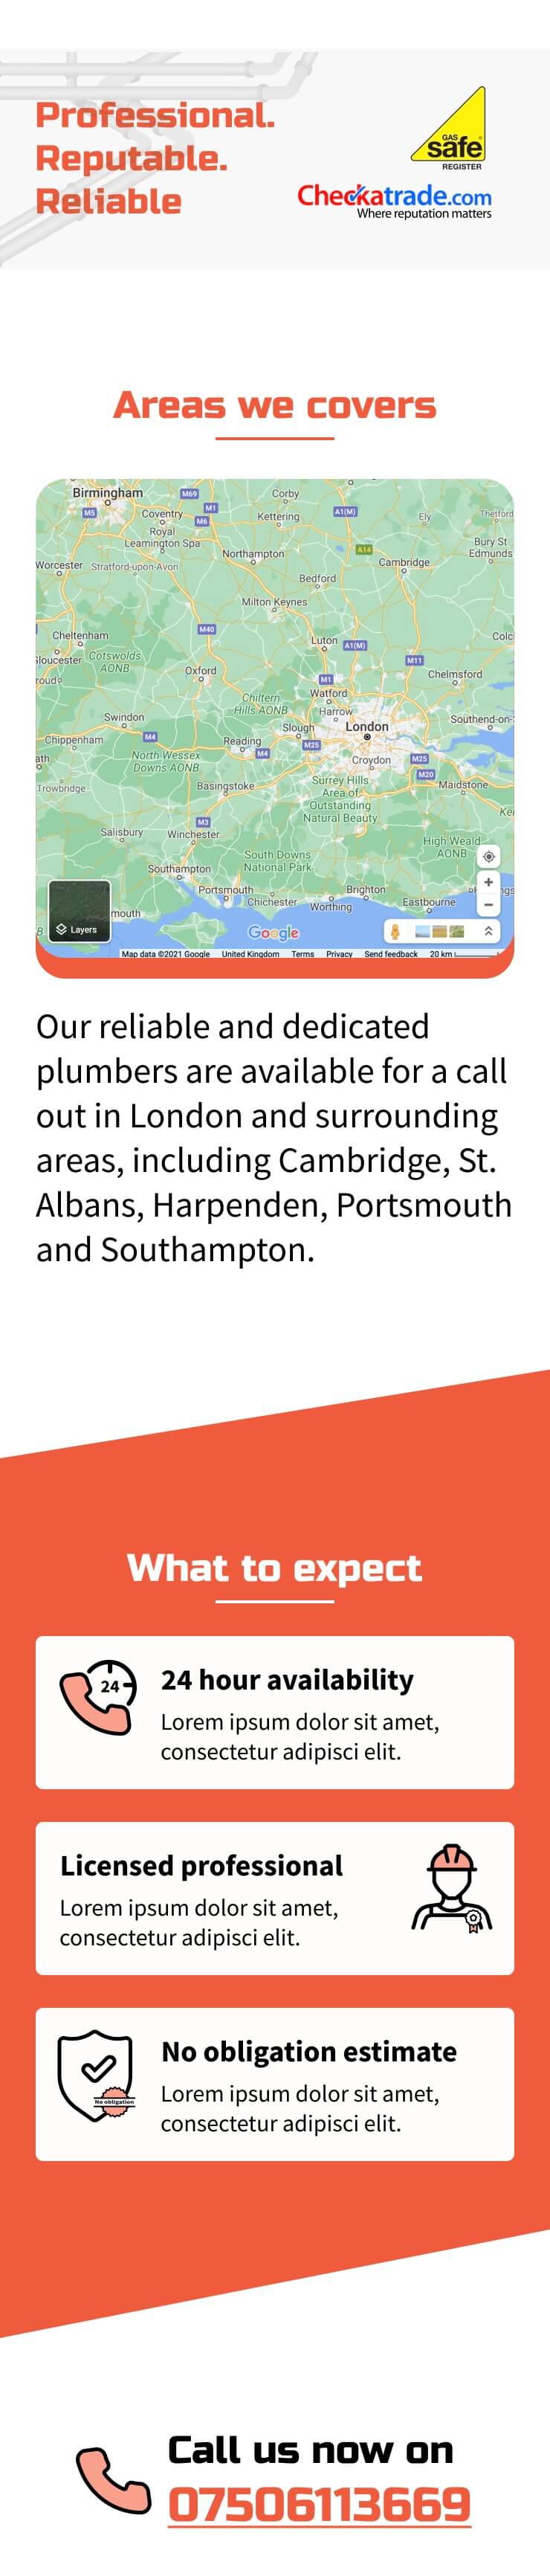 Professional.
Reputable.
Reliable
GAS
safe
REGISTER
Checkatrade.com
Where reputation matters
Areas we covers
Birmingham
M69
Corby
M5
Coventry
M1
M6
Kettering
A1(M)
Ely
Thetford
Royal
Leamington Spa
A14
Bury St
Edmunds
Worcester
Stratford-upon-Avon
Northampton
Cambridge
Bedford
Milton Keynes
M40
Cheltenham
Luton
A1(M)
Colc
Gloucester
Cotswolds
AONB
M11
roud
Oxford
M1
Chelmsford
Chiltern
Hills AONB
Watford
Harrow
Swindon
Slough
London
Southend-on-
Chippenham
M4
Reading
M4
M25
ath
North Wessex
Downs AONB
Croydon
M25
M20
Trowbridge
Basingstoke
Surrey Hills
Area of
Outstanding
Natural Beauty
Maidstone
Ke
M3
Salisbury
Winchester
High Weald
AONB
Southampton
South Downs
National Park
Portsmouth
Chichester
Worthing
Brighton
Eastbourne
ngs
mouth
Layers
Google
Map data ©2021 Google United Kingdom Terms Privacy Send feedback 20 km
Our reliable and dedicated
plumbers are available for a call
out in London and surrounding
areas, including Cambridge, St.
Albans, Harpenden, Portsmouth
and Southampton.
What to expect
24
24 hour availability
Lorem ipsum dolor sit amet,
consectetur adipisci elit.
Licensed professional
Lorem ipsum dolor sit amet,
consectetur adipisci elit.
No obligation
No obligation estimate
Lorem ipsum dolor sit amet,
consectetur adipisci elit.
Call us now on
07506113669